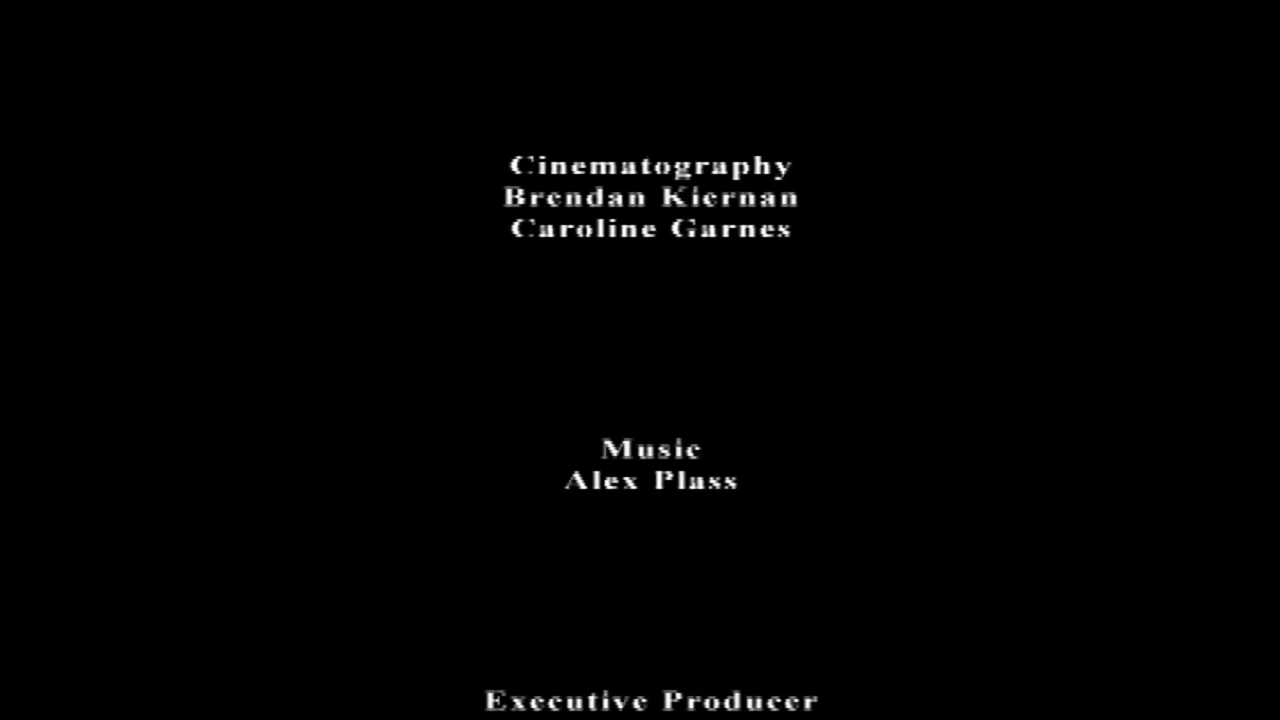 Cinematography
Brendan Kiernan
Caroline Garnes
Music
Alex Plass
Executive Producer